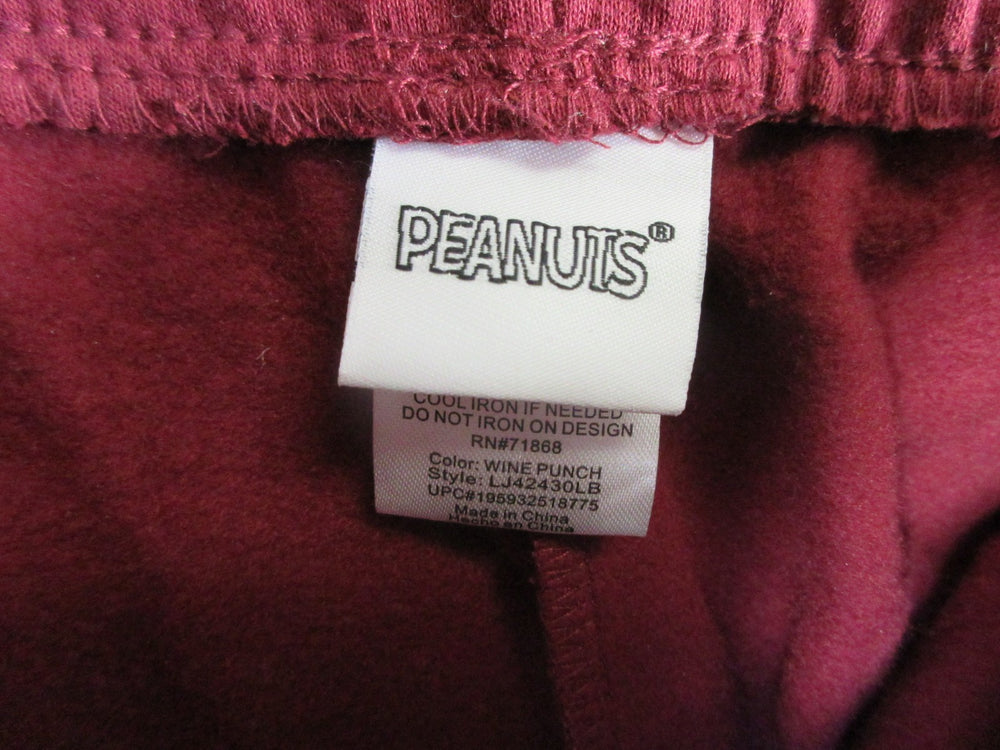 PEANUTS®
COOL IRON IF NEEDED
DO NOT IRON ON DESIGN
RN#71868
Color: WINE PUNCH
Style: LJ42430LB
UPC#195932518775
Made in China
Hecho en China